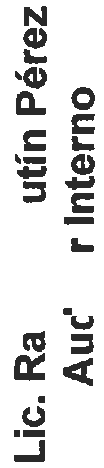 Lic. Ra utín Pérez
Auc r Interno